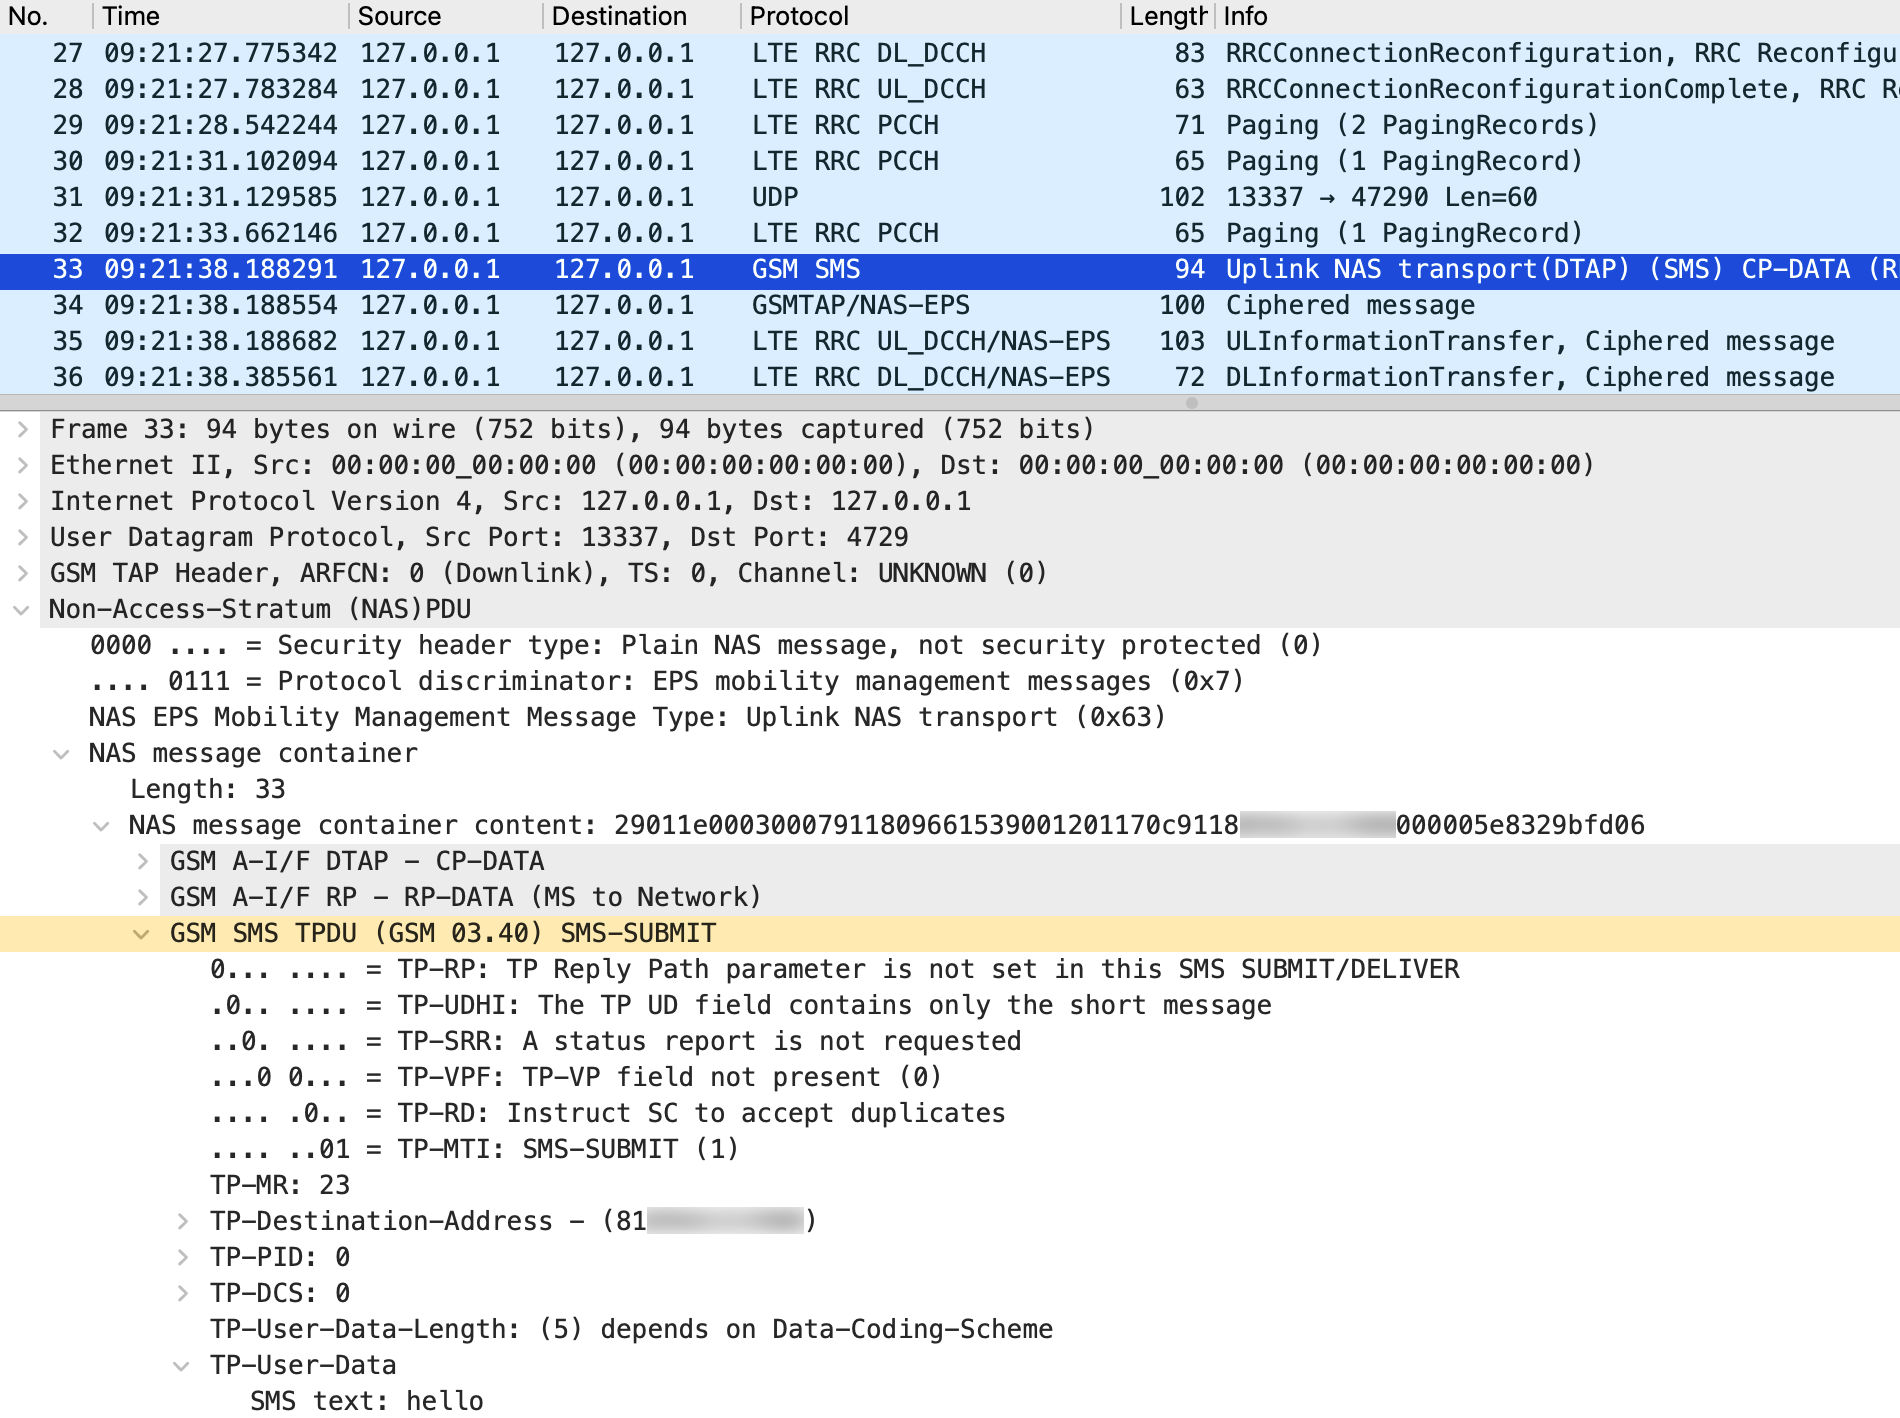 No. Time Source Destination Protocol Length Info
27 09:21:27.775342 127.0.0.1 127.0.0.1 LTE RRC DL_DCCH 83 RRCConnectionReconfiguration, RRC Reconfigu
28 09:21:27.783284 127.0.0.1 127.0.0.1 LTE RRC UL_DCCH 63 RRCConnectionReconfigurationComplete, RRC R
29 09:21:28.542244 127.0.0.1 127.0.0.1 LTE RRC PCCH 71 Paging (2 PagingRecords)
30 09:21:31.102094 127.0.0.1 127.0.0.1 LTE RRC PCCH 65 Paging (1 PagingRecord)
31 09:21:31.129585 127.0.0.1 127.0.0.1 UDP 102 13337 → 47290 Len=60
32 09:21:33.662146 127.0.0.1 127.0.0.1 LTE RRC PCCH 65 Paging (1 PagingRecord)
33 09:21:38.188291 127.0.0.1 127.0.0.1 GSM SMS 94 Uplink NAS transport(DTAP) (SMS) CP-DATA (R
34 09:21:38.188554 127.0.0.1 127.0.0.1 GSMTAP/NAS-EPS 100 Ciphered message
35 09:21:38.188682 127.0.0.1 127.0.0.1 LTE RRC UL_DCCH/NAS-EPS 103 ULInformationTransfer, Ciphered message
36 09:21:38.385561 127.0.0.1 127.0.0.1 LTE RRC DL_DCCH/NAS-EPS 72 DLInformationTransfer, Ciphered message
Frame 33: 94 bytes on wire (752 bits), 94 bytes captured (752 bits)
Ethernet II, Src: 00:00:00_00:00:00 (00:00:00:00:00:00), Dst: 00:00:00_00:00:00 (00:00:00:00:00:00)
Internet Protocol Version 4, Src: 127.0.0.1, Dst: 127.0.0.1
User Datagram Protocol, Src Port: 13337, Dst Port: 4729
GSM TAP Header, ARFCN: 0 (Downlink), TS: 0, Channel: UNKNOWN (0)
Non-Access-Stratum (NAS)PDU
0000 .... = Security header type: Plain NAS message, not security protected (0)
.... 0111 = Protocol discriminator: EPS mobility management messages (0x7)
NAS EPS Mobility Management Message Type: Uplink NAS transport (0x63)
NAS message container
Length: 33
NAS message container content: 29011e00030007911809661539001201170c9118 000005e8329bfd06
GSM A-I/F DTAP - CP-DATA
GSM A-I/F RP - RP-DATA (MS to Network)
GSM SMS TPDU (GSM 03.40) SMS-SUBMIT
0... .... = TP-RP: TP Reply Path parameter is not set in this SMS SUBMIT/DELIVER
.0.. .... = TP-UDHI: The TP UD field contains only the short message
..0. .... = TP-SRR: A status report is not requested
...0 0... = TP-VPF: TP-VP field not present (0)
.... .0.. = TP-RD: Instruct SC to accept duplicates
.... ..01 = TP-MTI: SMS-SUBMIT (1)
TP-MR: 23
TP-Destination-Address - (81 )
TP-PID: 0
TP-DCS: 0
TP-User-Data-Length: (5) depends on Data-Coding-Scheme
TP-User-Data
SMS text: hello